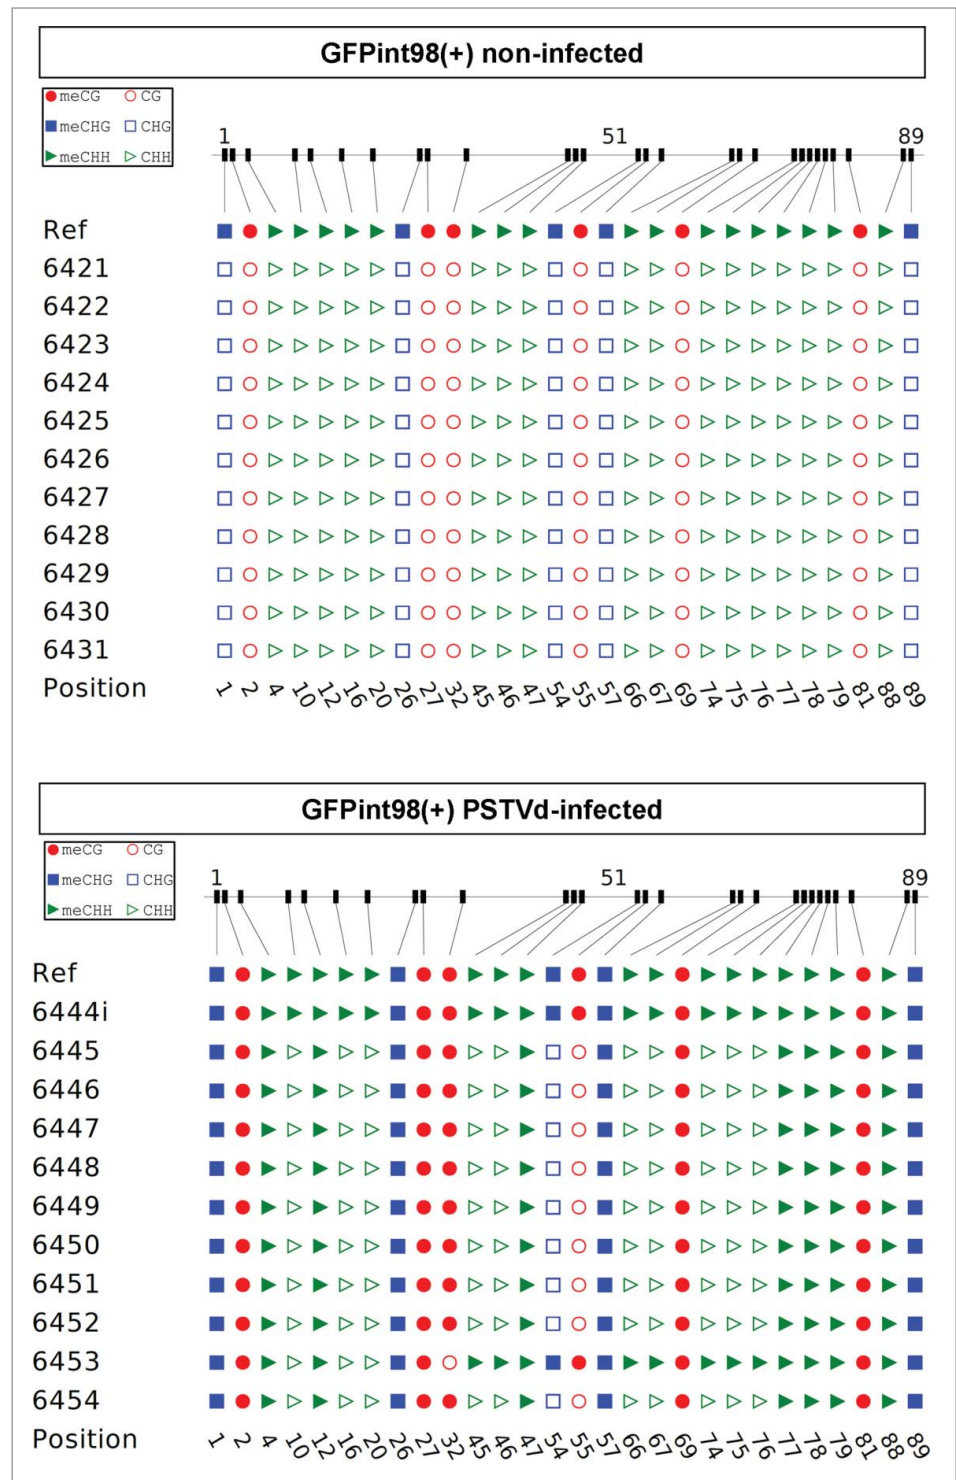 GFPint98(+) non-infected
meCG CG
meCHG CHG
meCHH CHH
1 51 89
Ref
6421
6422
6423
6424
6425
6426
6427
6428
6429
6430
6431
Position 1 2 4 10 12 16 20 26 27 32 45 46 47 54 55 57 66 67 69 74 75 76 77 78 79 81 88 89
GFPint98(+) PSTVd-infected
meCG CG
meCHG CHG
meCHH CHH
1 51 89
Ref
6444i
6445
6446
6447
6448
6449
6450
6451
6452
6453
6454
Position 1 2 4 10 12 16 20 26 27 32 45 46 47 54 55 57 66 67 69 74 75 76 77 78 79 81 88 89